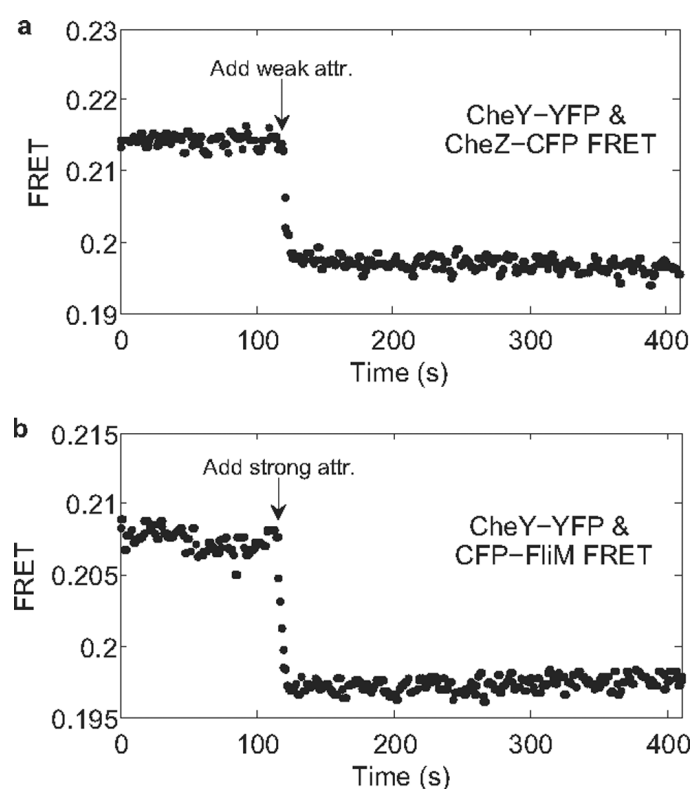 a
0.23
Add weak attr.
0.22
CheY-YFP &
CheZ-CFP FRET
0.21
FRET
0.2
0.19
0 100 200 300 400
Time (s)
b
0.215
Add strong attr.
0.21
CheY-YFP &
CFP-FliM FRET
0.205
FRET
0.2
0.195
0 100 200 300 400
Time (s)